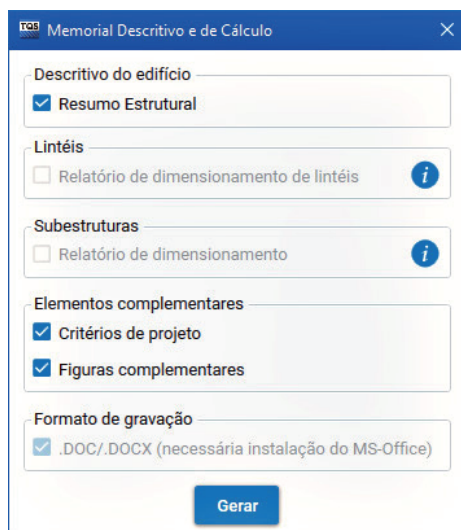 TQS Memorial Descritivo e de Cálculo
Descritivo do edifício
Resumo Estrutural
Lintéis
Relatório de dimensionamento de lintéis
i
Subestruturas
Relatório de dimensionamento
i
Elementos complementares
Critérios de projeto
Figuras complementares
Formato de gravação
.DOC/.DOCX (necessária instalação do MS-Office)
Gerar